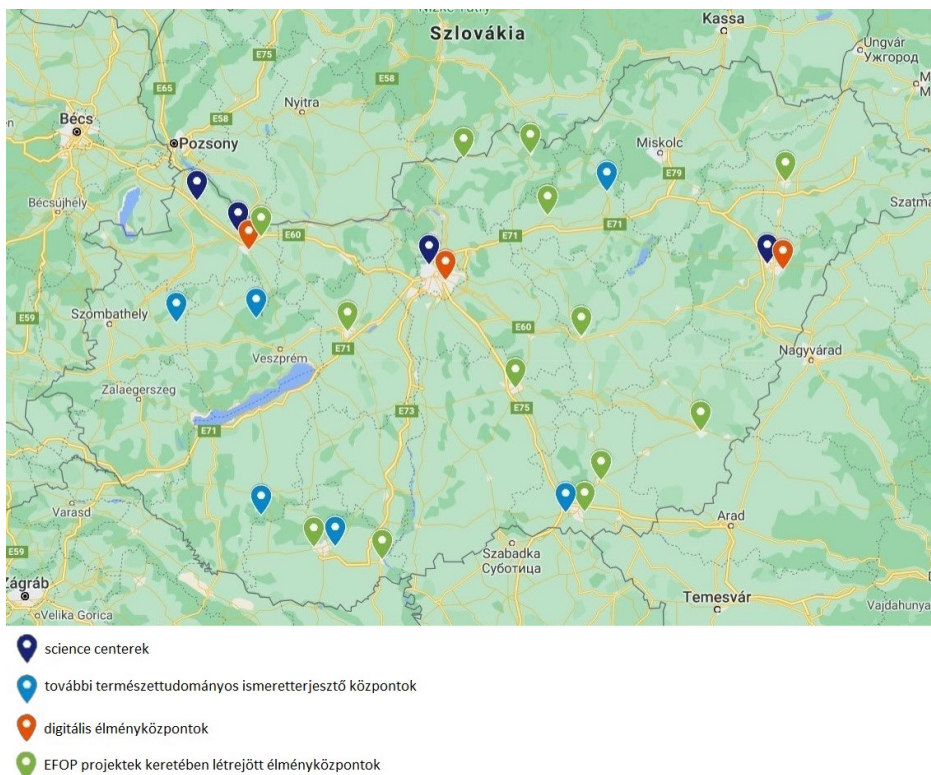 Kassa
Szlovákia
Ungvár
Ужгород
E75
E58
E65
Nyitra
Bécs
E58
Pozsony
Miskolc
E79
Bécsújhely
Szatma
E60
E71
E71
Szombathely
E59
E60
E71
Veszprém
Nagyvárad
Zalaegerszeg
E73
E75
E71
Varasd
Arad
E59
Szabadka
Суботица
Zágráb
Temesvár
Vajdahunya
Velika Gorica
science centerek
további természettudományos ismeretterjesztő központok
digitális élményközpontok
EFOP projektek keretében létrejött élményközpontok